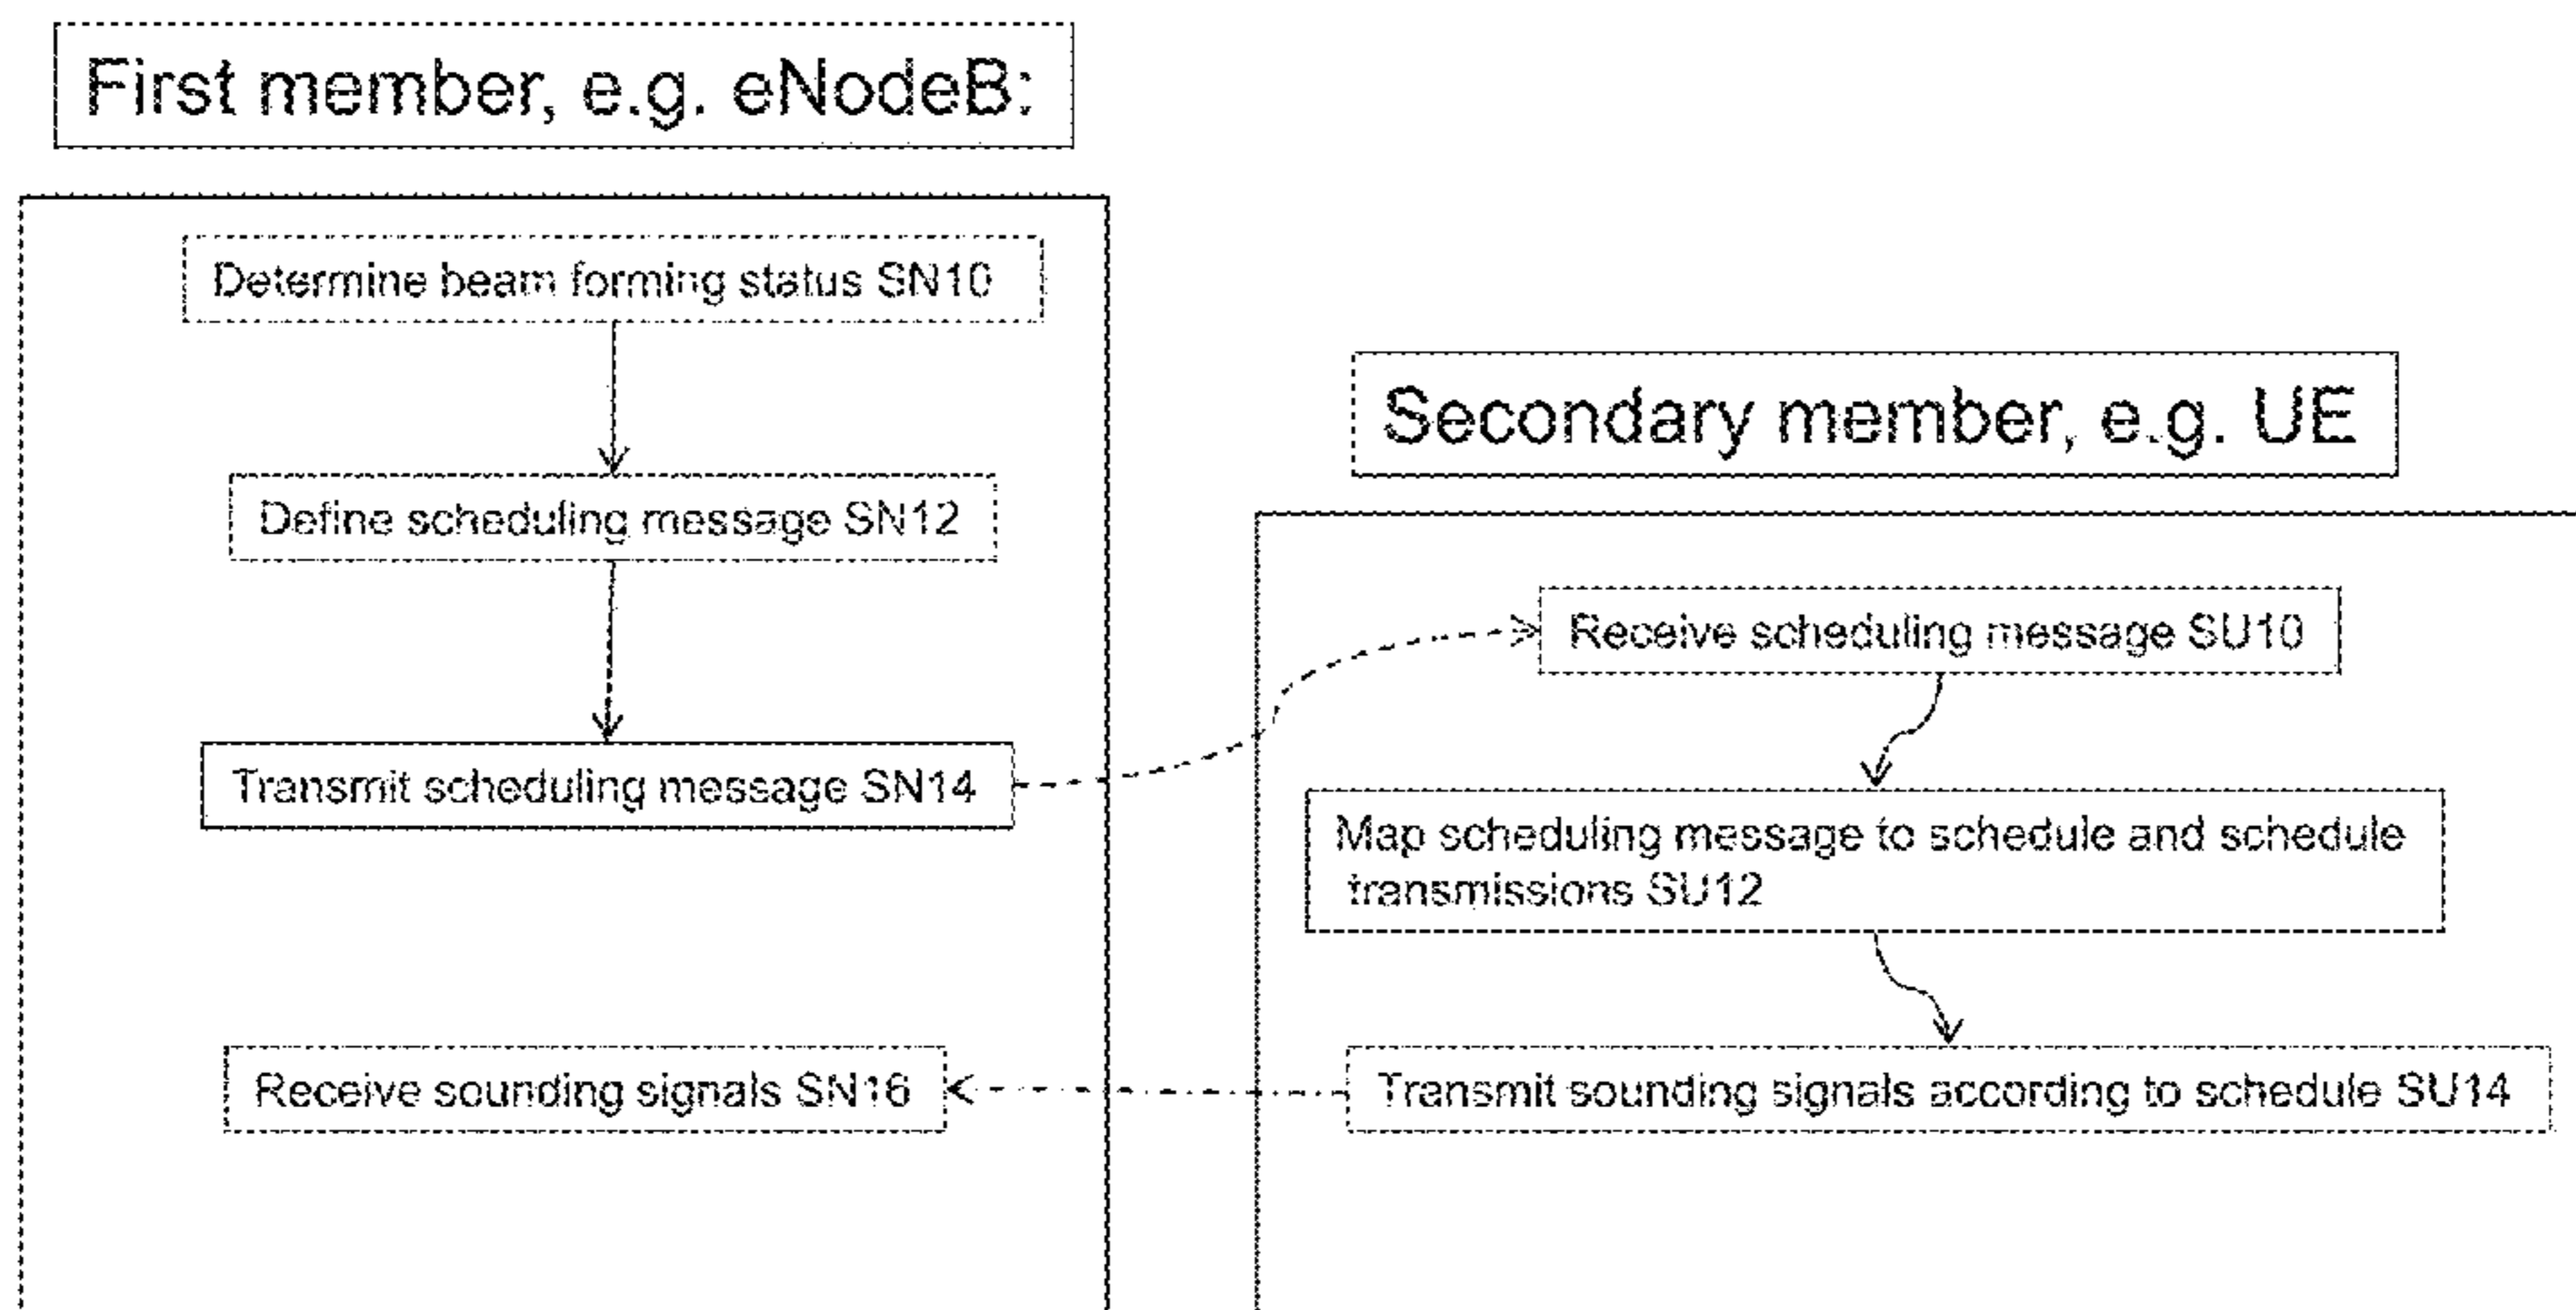 First member, e.g. eNodeB:
Determine beam forming status SN10
Define scheduling message SN12
Transmit scheduling message SN14
Receive sounding signals SN16
Secondary member, e.g. UE
Receive scheduling message SU10
Map scheduling message to schedule and schedule
transmissions SU12
Transmit sounding signals according to schedule SU14